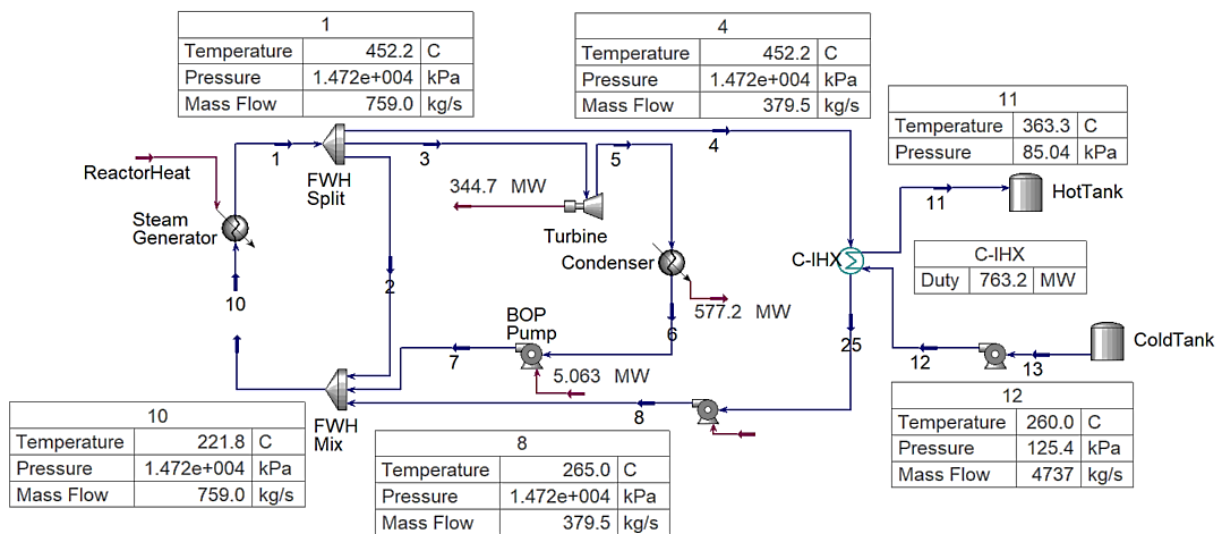 1
Temperature 452.2 C
Pressure 1.472e+004 kPa
Mass Flow 759.0 kg/s
4
Temperature 452.2 C
Pressure 1.472e+004 kPa
Mass Flow 379.5 kg/s
11
Temperature 363.3 C
Pressure 85.04 kPa
ReactorHeat
1
FWH
Split
3
5
4
344.7 MW
Turbine
11
HotTank
Steam
Generator
Condenser
C-IHX
C-IHX
Duty 763.2 MW
10
2
577.2 MW
BOP
Pump
7
6
25
12
13
ColdTank
5.063 MW
8
FWH
Mix
10
Temperature 221.8 C
Pressure 1.472e+004 kPa
Mass Flow 759.0 kg/s
8
Temperature 265.0 C
Pressure 1.472e+004 kPa
Mass Flow 379.5 kg/s
12
Temperature 260.0 C
Pressure 125.4 kPa
Mass Flow 4737 kg/s